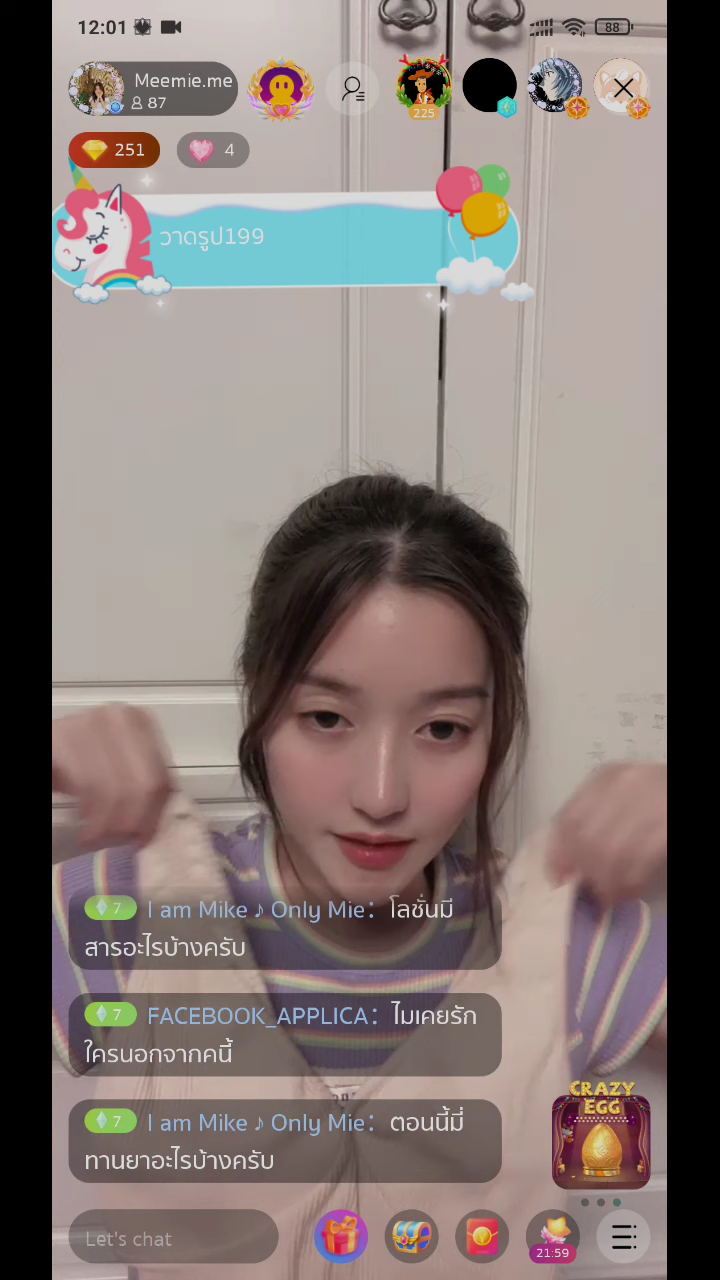 12:01
88
Meemie.me
87
225
251
4
วาดรูป199
7 I am Mike ♪ Only Mie: โลชั่นมี
สารอะไรบ้างครับ
7 FACEBOOK_APPLICA: ไมเคยรัก
ใครนอกจากคนี้
7 I am Mike ♪ Only Mie: ตอนนี้มี่
ทานยาอะไรบ้างครับ
CRAZY
EGG
Let's chat
21:59